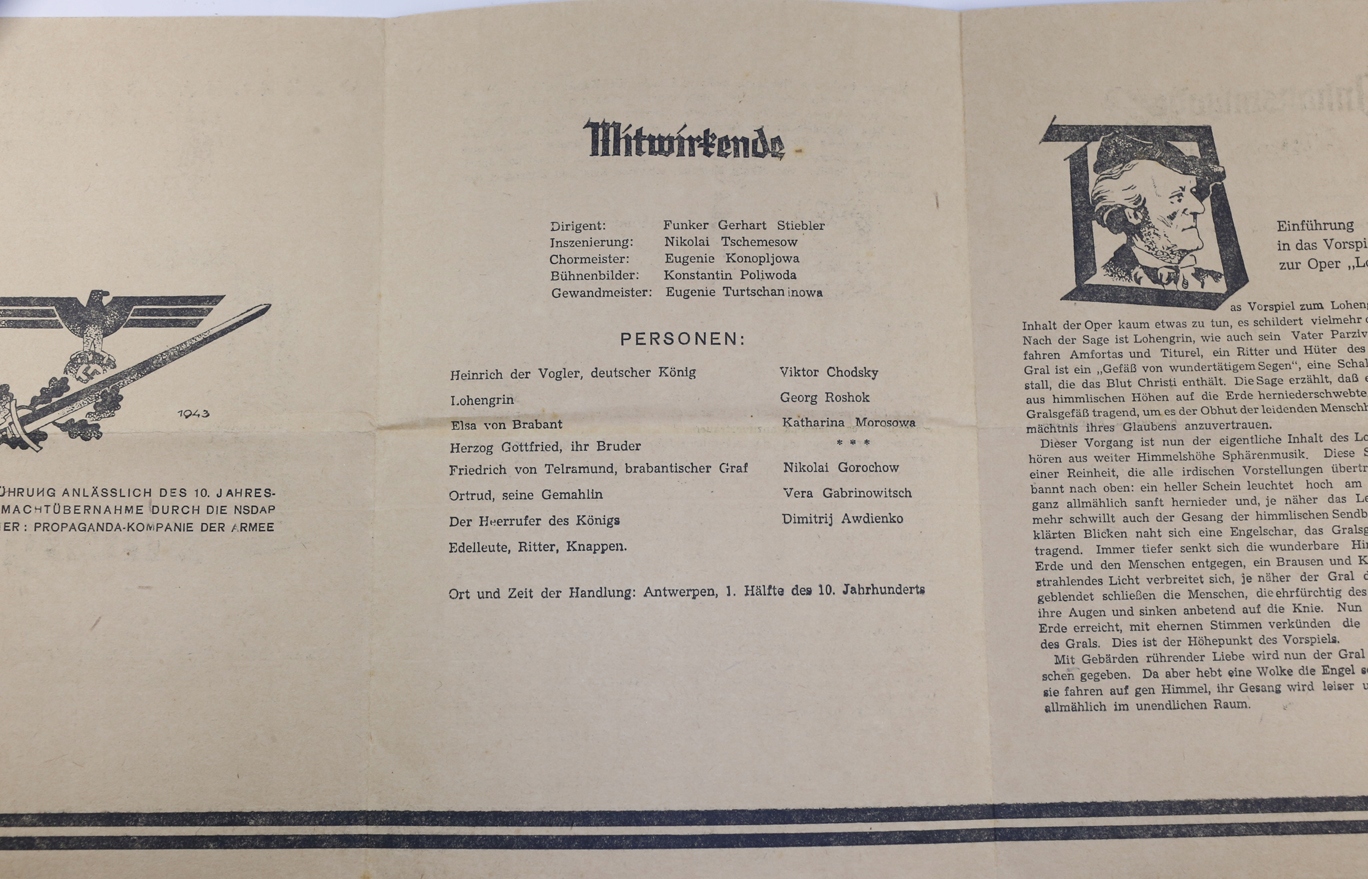 1943
ÜHRUNG ANLÄSSLICH DES 10. JAHRES-
MACHTÜBERNAHME DURCH DIE NSDAP
ER: PROPAGANDA-KOMPANIE DER ARMEE
Mitwirkende
Dirigent: Funker Gerhart Stiebler
Inszenierung: Nikolai Tschemesow
Chormeister: Eugenie Konopljowa
Bühnenbilder: Konstantin Poliwoda
Gewandmeister: Eugenie Turtschaninowa
PERSONEN:
Heinrich der Vogler, deutscher König Viktor Chodsky
Lohengrin Georg Roshok
Elsa von Brabant Katharina Morosowa
Herzog Gottfried, ihr Bruder * * *
Friedrich von Telramund, brabantischer Graf Nikolai Gorochow
Ortrud, seine Gemahlin Vera Gabrinowitsch
Der Heerrufer des Königs Dimitrij Awdienko
Edelleute, Ritter, Knappen.
Ort und Zeit der Handlung: Antwerpen, 1. Hälfte des 10. Jahrhunderts
Einführung
in das Vorspi
zur Oper „Lo
D
as Vorspiel zum Loheng
Inhalt der Oper kaum etwas zu tun, es schildert vielmehr
Nach der Sage ist Lohengrin, wie auch sein Vater Parziv
fahren Amfortas und Titurel, ein Ritter und Hüter des
Gral ist ein „Gefäß von wundertätigem Segen", eine Schal
stall, die das Blut Christi enthält. Die Sage erzählt, daß e
aus himmlischen Höhen auf die Erde herniederschwebte,
Gralsgefäß tragend, um es der Obhut der leidenden Menschh
mächtnis ihres Glaubens anzuvertrauen.
Dieser Vorgang ist nun der eigentliche Inhalt des Lo
hören aus weiter Himmelshöhe Sphärenmusik. Diese S
einer Reinheit, die alle irdischen Vorstellungen übertr
bannt nach oben: ein heller Schein leuchtet hoch am
ganz allmählich sanft hernieder und, je näher das Le
mehr schwillt auch der Gesang der himmlischen Sendb
klärten Blicken naht sich eine Engelschar, das Gralsg
tragend. Immer tiefer senkt sich die wunderbare Hi
Erde und den Menschen entgegen, ein Brausen und K
strahlendes Licht verbreitet sich, je näher der Gral d
geblendet schließen die Menschen, die ehrfürchtig des
ihre Augen und sinken anbetend auf die Knie. Nun
Erde erreicht, mit ehernen Stimmen verkünden die
des Grals. Dies ist der Höhepunkt des Vorspiels.
Mit Gebärden rührender Liebe wird nun der Gral
schen gegeben. Da aber hebt eine Wolke die Engel s
sie fahren auf gen Himmel, ihr Gesang wird leiser u
allmählich im unendlichen Raum.